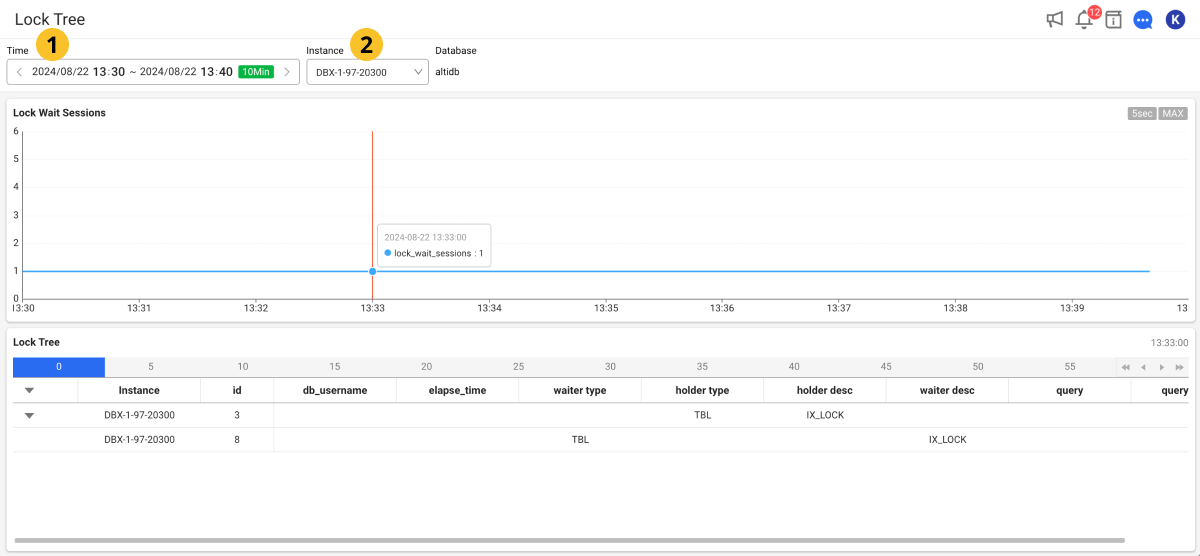 Lock Tree
12
K
1
2
Time
Instance
Database
2024/08/22 13:30 ~ 2024/08/22 13:40 10Min
DBX-1-97-20300
altidb
Lock Wait Sessions
5sec MAX
6
5
4
3
2
1
0
2024-08-22 13:33:00
lock_wait_sessions : 1
13:30 13:31 13:32 13:33 13:34 13:35 13:36 13:37 13:38 13:39 13
Lock Tree
13:33:00
0 5 10 15 20 25 30 35 40 45 50 55
Instance id db_username elapse_time waiter type holder type holder desc waiter desc query query
DBX-1-97-20300 3 TBL IX_LOCK
DBX-1-97-20300 8 TBL IX_LOCK